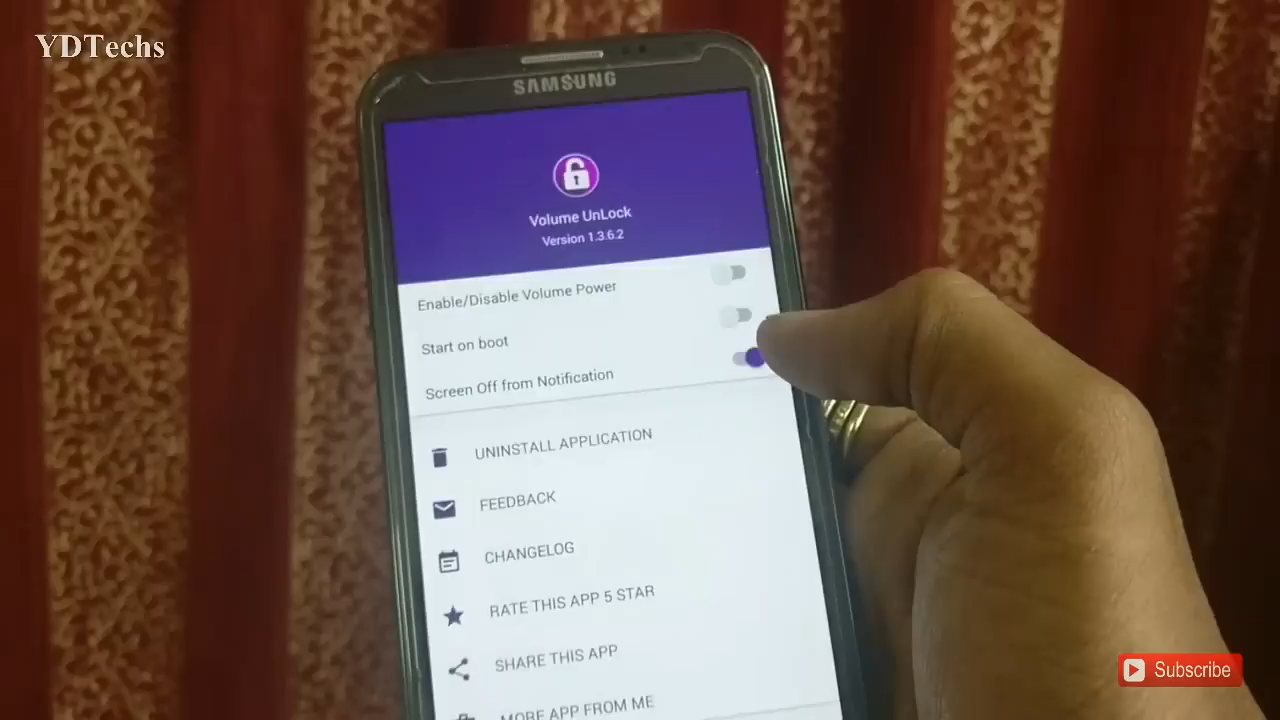 YDTechs
SAMSUNG
Volume UnLock
Version 1.3.6.2
Enable/Disable Volume Power
Start on boot
Screen Off from Notification
UNINSTALL APPLICATION
FEEDBACK
CHANGELOG
RATE THIS APP 5 STAR
SHARE THIS APP
MORE APP FROM ME
Subscribe